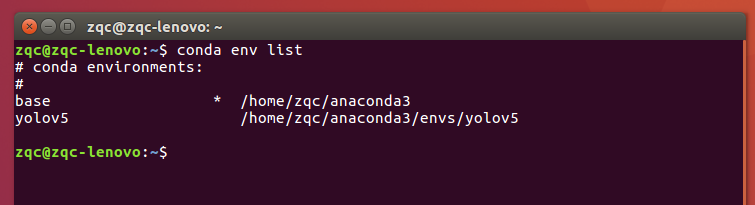 zqc@zqc-lenovo: ~
zqc@zqc-lenovo:~$ conda env list
# conda environments:
#
base                  *  /home/zqc/anaconda3
yolov5                   /home/zqc/anaconda3/envs/yolov5
zqc@zqc-lenovo:~$